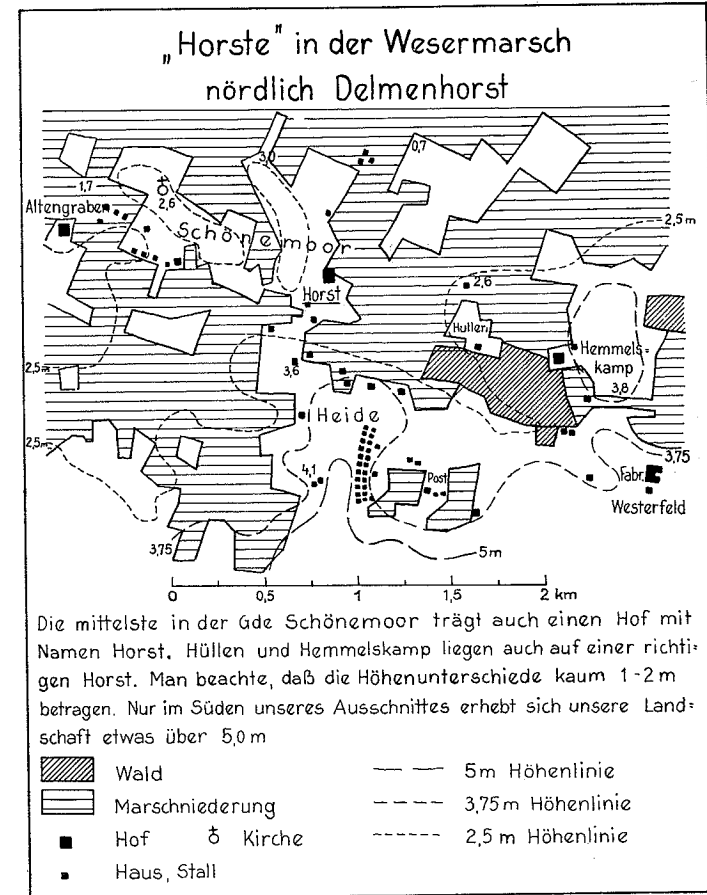 „Horste" in der Wesermarsch
nördlich Delmenhorst
0,7
3,0
1,7
2,6
Altengraben
Schönemoor
2,5 m
2,6
Horst
Hüllen
Hemmels-
kamp
2,5 m
3,6
3,8
Heide
2,5 m
3,75
4,1
Post
Fabr.
Westerfeld
3,75
5 m
0 0,5 1 1,5 2 km
Die mittelste in der Gde Schönemoor trägt auch einen Hof mit
Namen Horst. Hüllen und Hemmelskamp liegen auch auf einer richti=
gen Horst. Man beachte, daß die Höhenunterschiede kaum 1-2 m
betragen. Nur im Süden unseres Ausschnittes erhebt sich unsere Land=
schaft etwas über 5,0 m
Wald
Marschniederung
Hof Kirche
Haus, Stall
5 m Höhenlinie
3,75 m Höhenlinie
2,5 m Höhenlinie